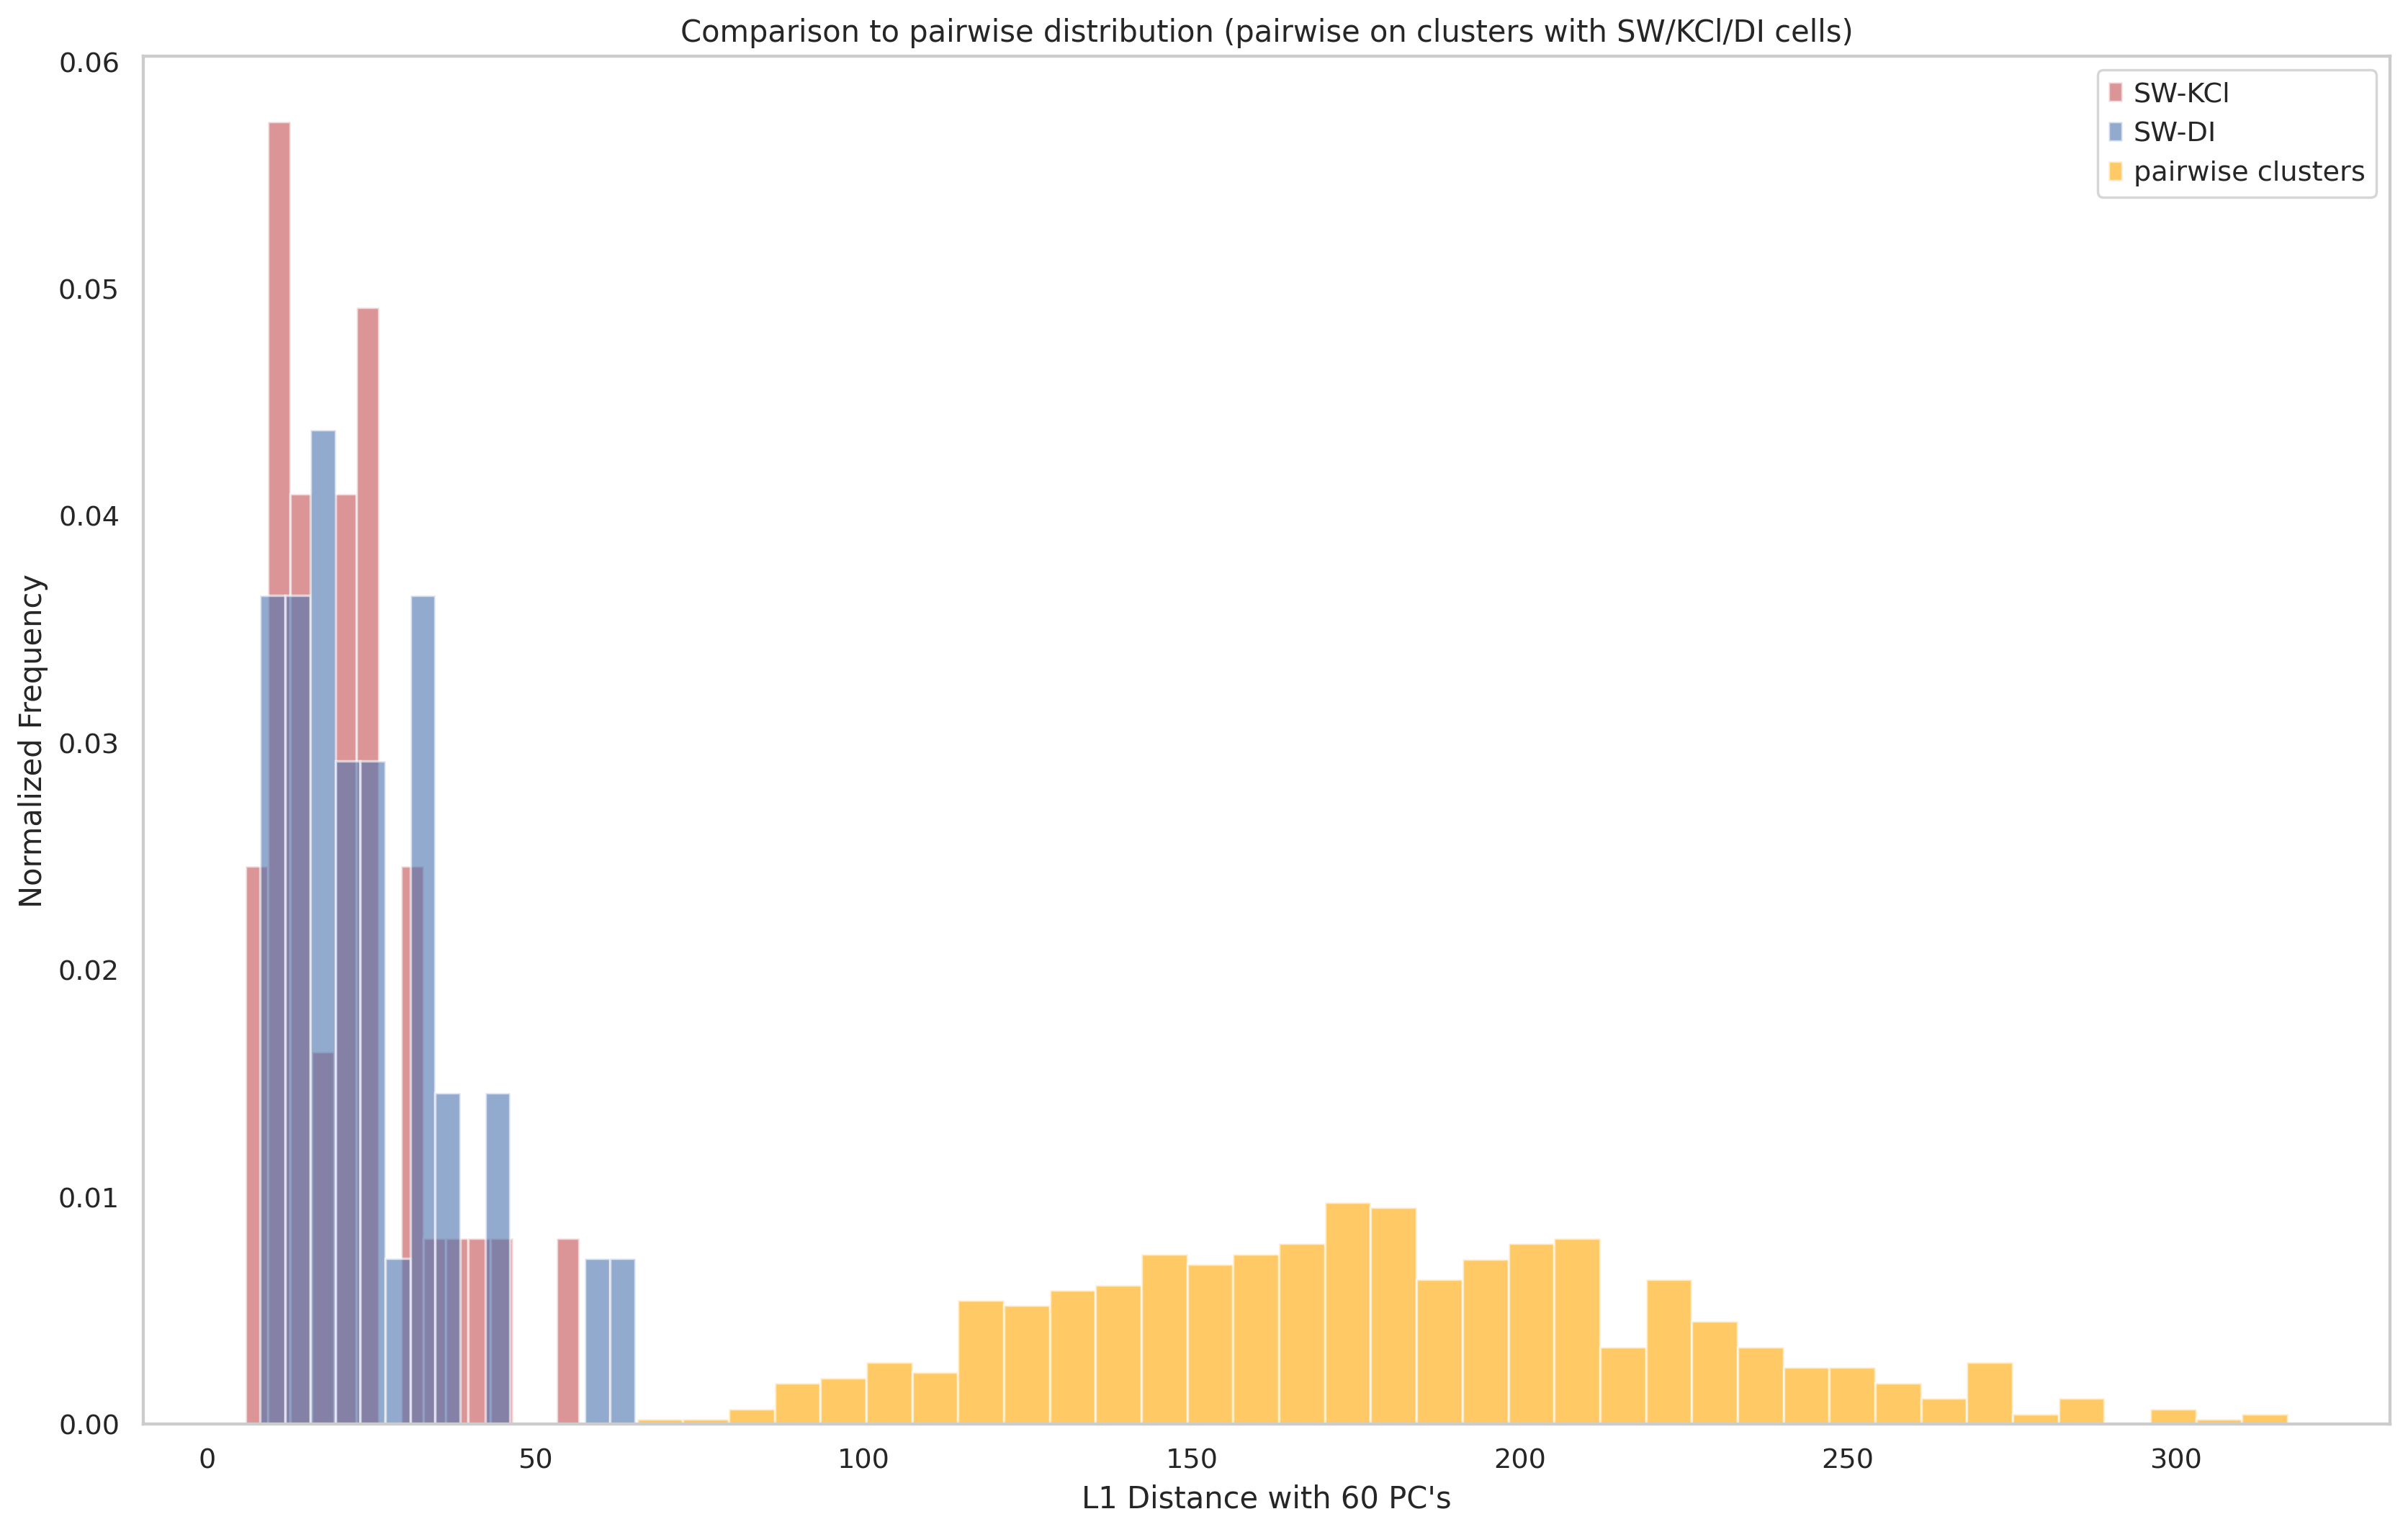 Comparison to pairwise distribution (pairwise on clusters with SW/KCl/DI cells)
SW-KCl
SW-DI
pairwise clusters
Normalized Frequency
0.06
0.05
0.04
0.03
0.02
0.01
0.00
0 50 100 150 200 250 300
L1 Distance with 60 PC's